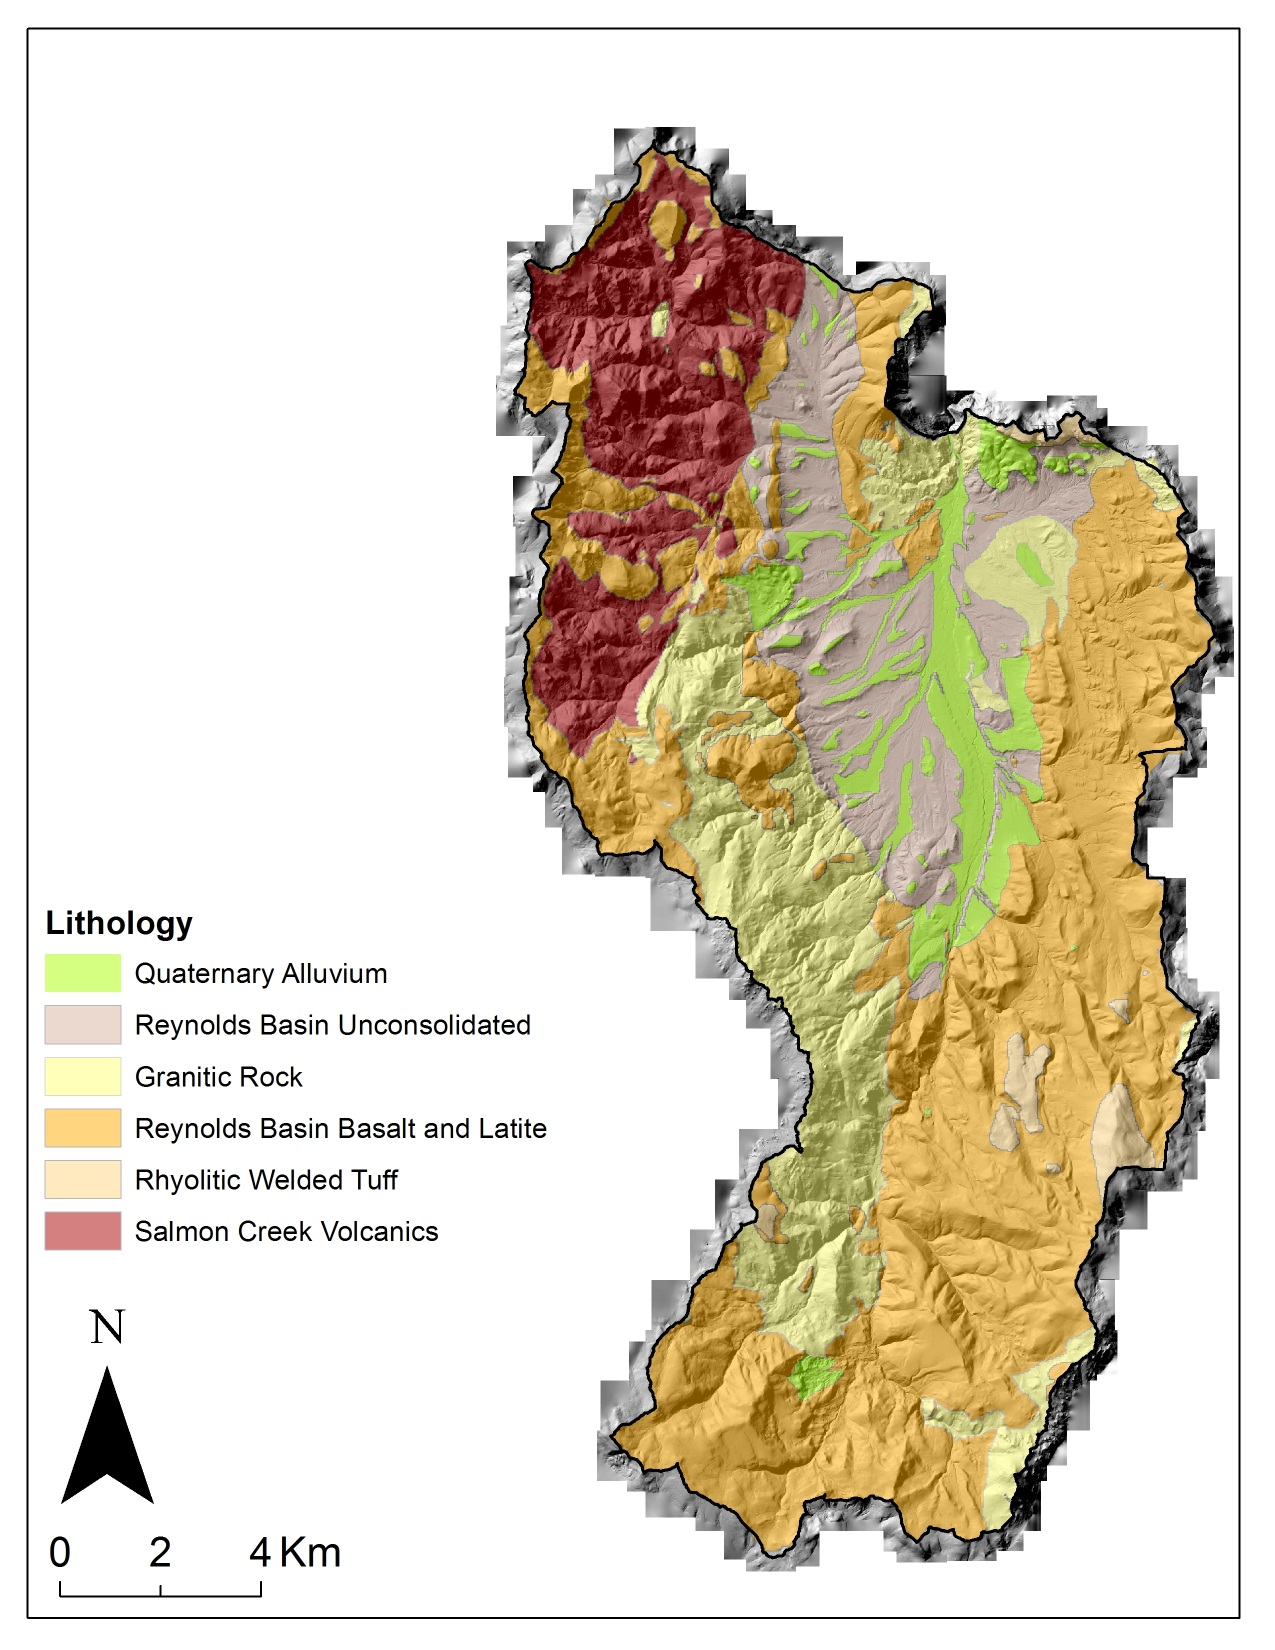 Lithology
Quaternary Alluvium
Reynolds Basin Unconsolidated
Granitic Rock
Reynolds Basin Basalt and Latite
Rhyolitic Welded Tuff
Salmon Creek Volcanics
N
0 2 4 Km